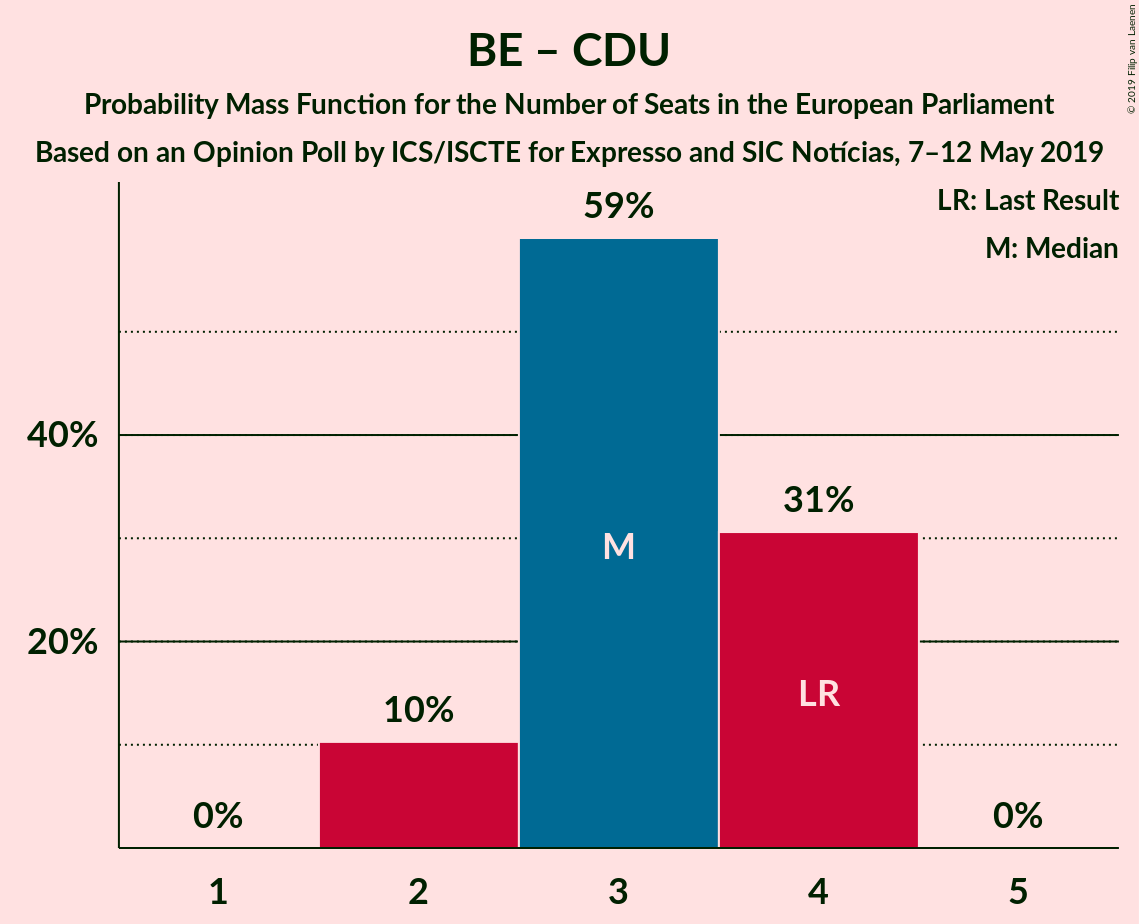 BE – CDU
Probability Mass Function for the Number of Seats in the European Parliament
Based on an Opinion Poll by ICS/ISCTE for Expresso and SIC Notícias, 7–12 May 2019
© 2019 Filip van Laenen
LR: Last Result
M: Median
59%
40%
31%
M
20%
LR
10%
0%
0%
1 2 3 4 5